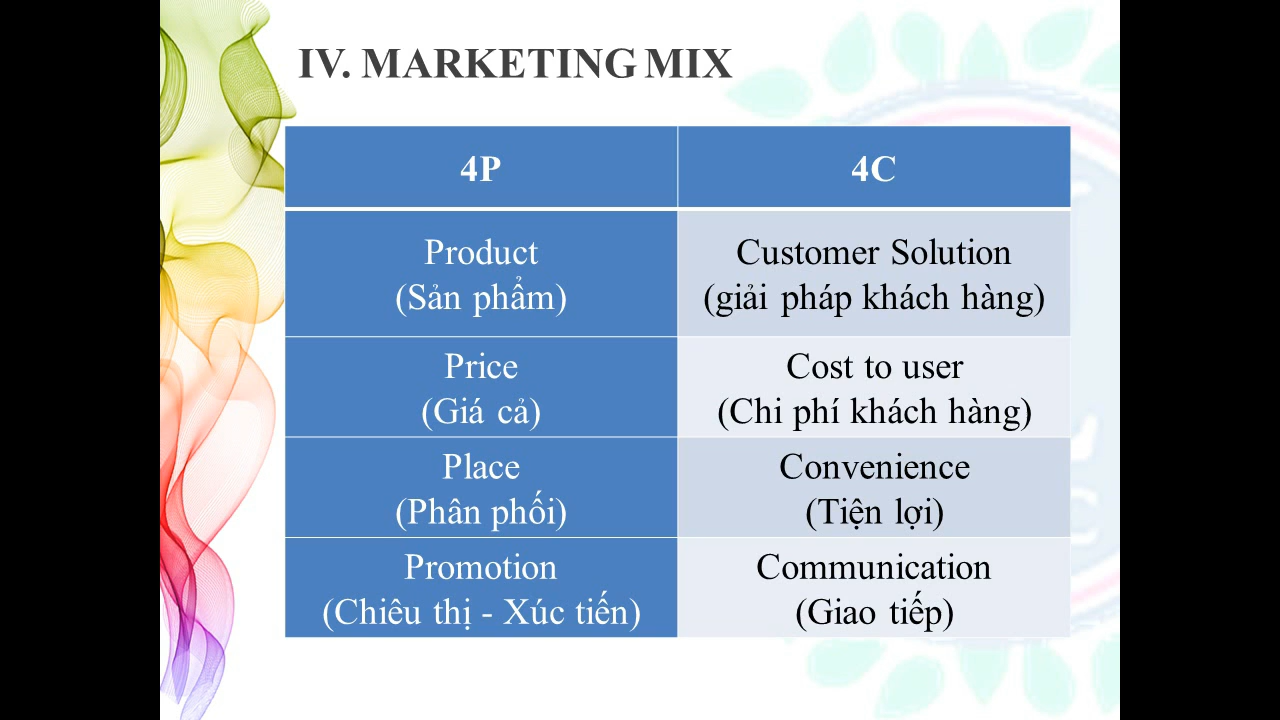 IV. MARKETING MIX
4P
4C
Product
(Sản phẩm)
Customer Solution
(giải pháp khách hàng)
Price
(Giá cả)
Cost to user
(Chi phí khách hàng)
Place
(Phân phối)
Convenience
(Tiện lợi)
Promotion
(Chiêu thị - Xúc tiến)
Communication
(Giao tiếp)